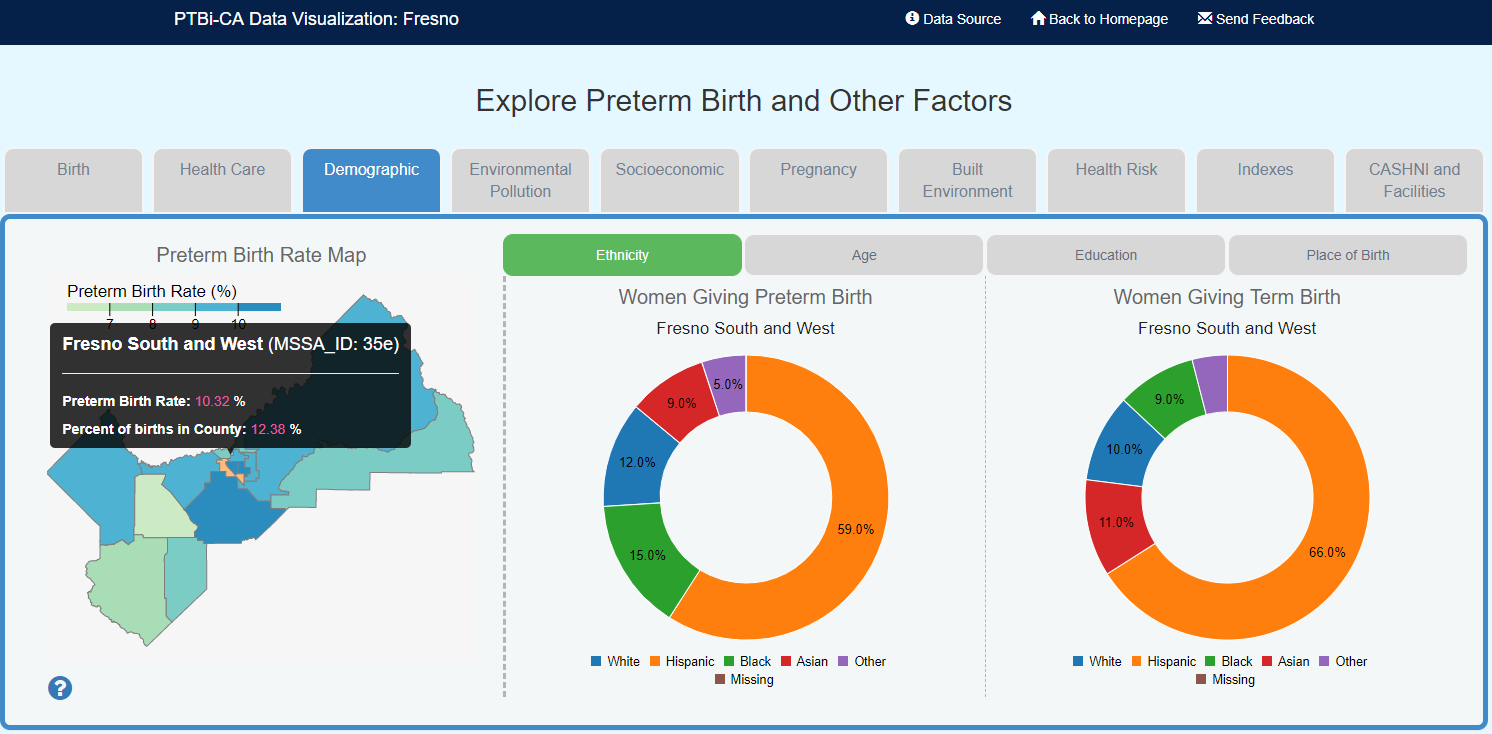 PTBi-CA Data Visualization: Fresno
Data Source
Back to Homepage
Send Feedback
Explore Preterm Birth and Other Factors
Birth
Health Care
Demographic
Environmental
Pollution
Socioeconomic
Pregnancy
Built
Environment
Health Risk
Indexes
CASHNI and
Facilities
Preterm Birth Rate Map
Preterm Birth Rate (%)
7 8 9 10
Fresno South and West (MSSA_ID: 35e)
Preterm Birth Rate: 10.32 %
Percent of births in County: 12.38 %
?
Ethnicity
Age
Education
Place of Birth
Women Giving Preterm Birth
Fresno South and West
5.0%
9.0%
12.0%
59.0%
15.0%
White Hispanic Black Asian Other
Missing
Women Giving Term Birth
Fresno South and West
9.0%
10.0%
11.0%
66.0%
White Hispanic Black Asian Other
Missing